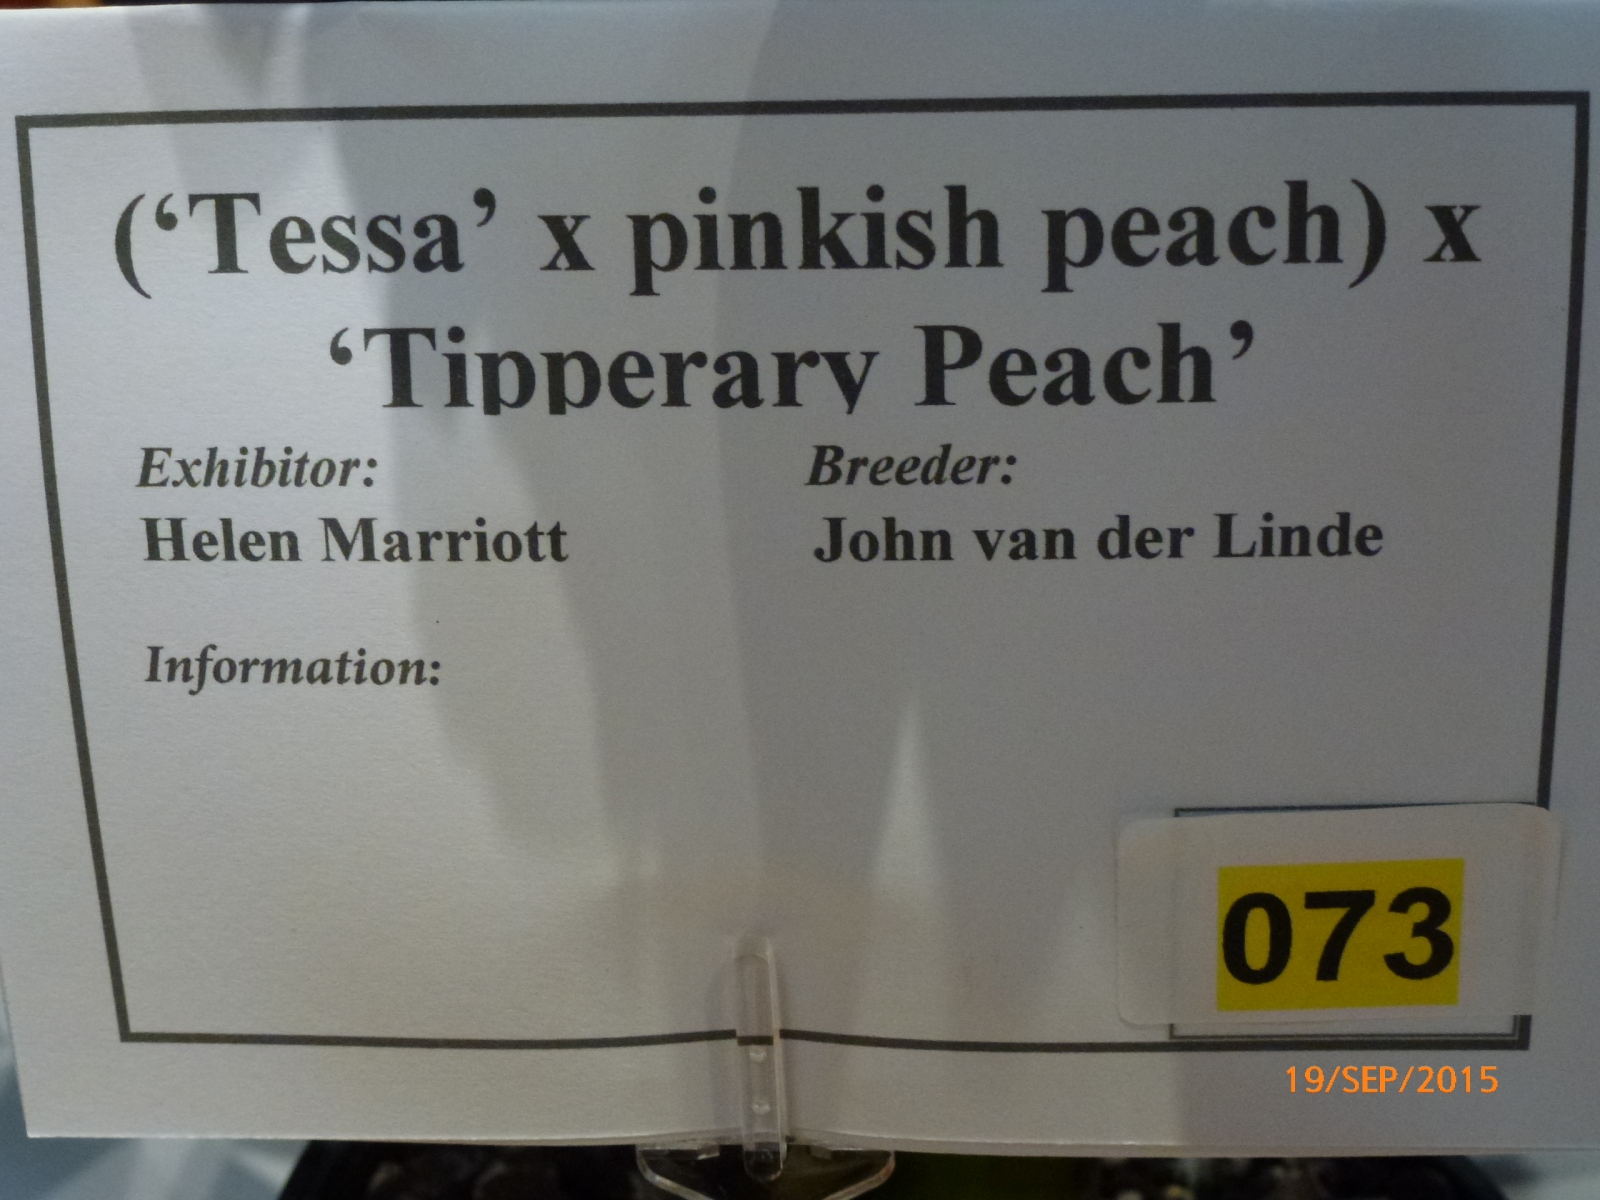 (‘Tessa’ x pinkish peach) x
‘Tipperary Peach’
Exhibitor:
Breeder:
Helen Marriott
John van der Linde
Information:
073
19/SEP/2015